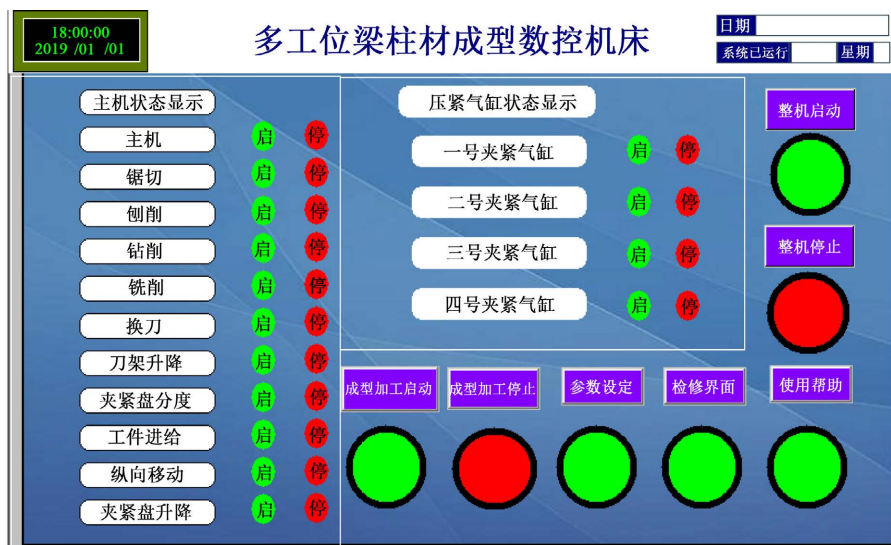 18:00:00
2019 /01 /01
多工位梁柱材成型数控机床
日期
系统已运行 星期
主机状态显示
主机 启 停
锯切 启 停
刨削 启 停
钻削 启 停
铣削 启 停
换刀 启 停
刀架升降 启 停
夹紧盘分度 启 停
工件进给 启 停
纵向移动 启 停
夹紧盘升降 启 停
压紧气缸状态显示
一号夹紧气缸 启 停
二号夹紧气缸 启 停
三号夹紧气缸 启 停
四号夹紧气缸 启 停
整机启动
整机停止
成型加工启动 成型加工停止 参数设定 检修界面 使用帮助